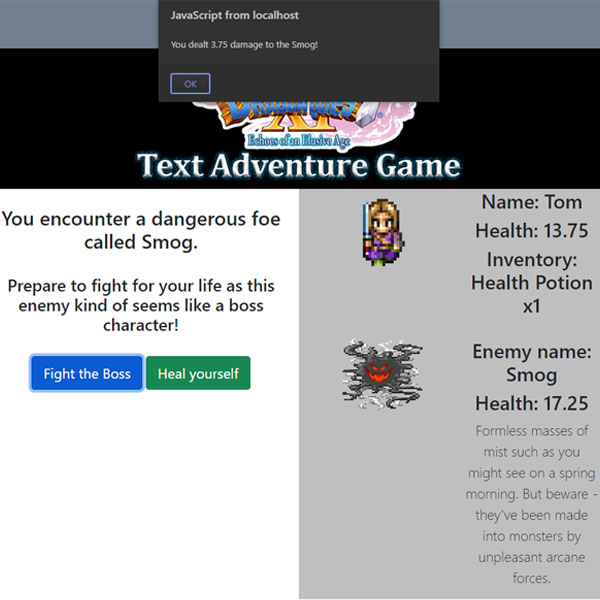 JavaScript from localhost
You dealt 3.75 damage to the Smog!
OK
XI
Echoes of an Elusive Age
Text Adventure Game
You encounter a dangerous foe
called Smog.
Prepare to fight for your life as this
enemy kind of seems like a boss
character!
Fight the Boss
Heal yourself
Name: Tom
Health: 13.75
Inventory:
Health Potion
x1
Enemy name:
Smog
Health: 17.25
Formless masses of
mist such as you
might see on a spring
morning. But beware -
they've been made
into monsters by
unpleasant arcane
forces.